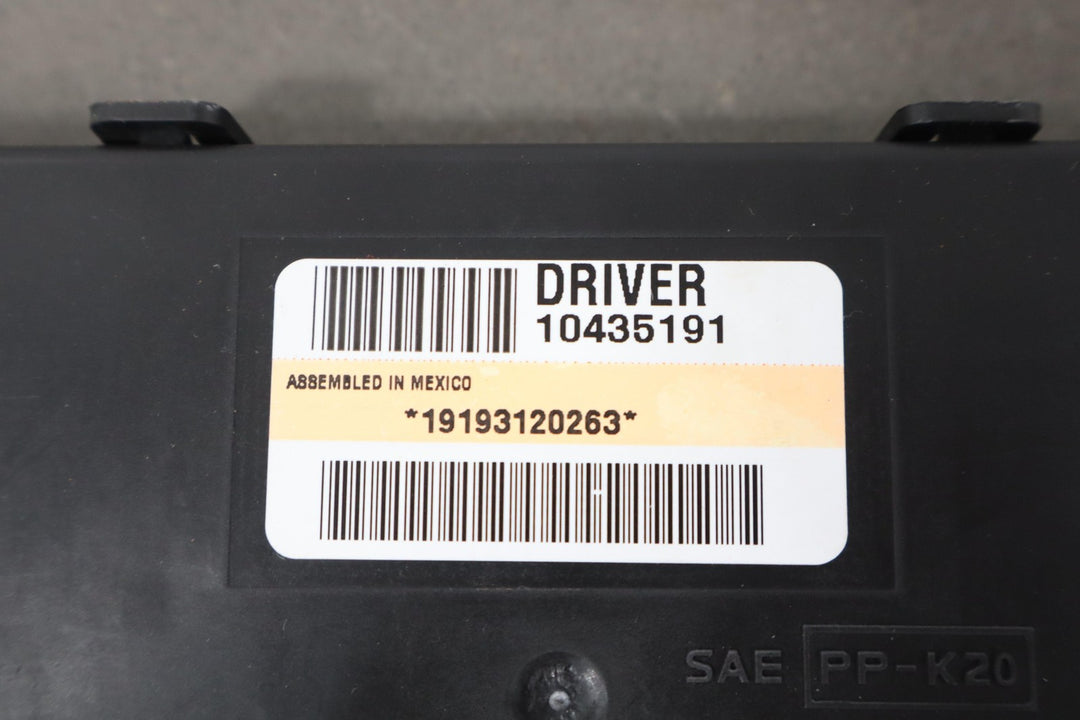 DRIVER
10435191
ASSEMBLED IN MEXICO
*19193120263*
SAE PP-K20